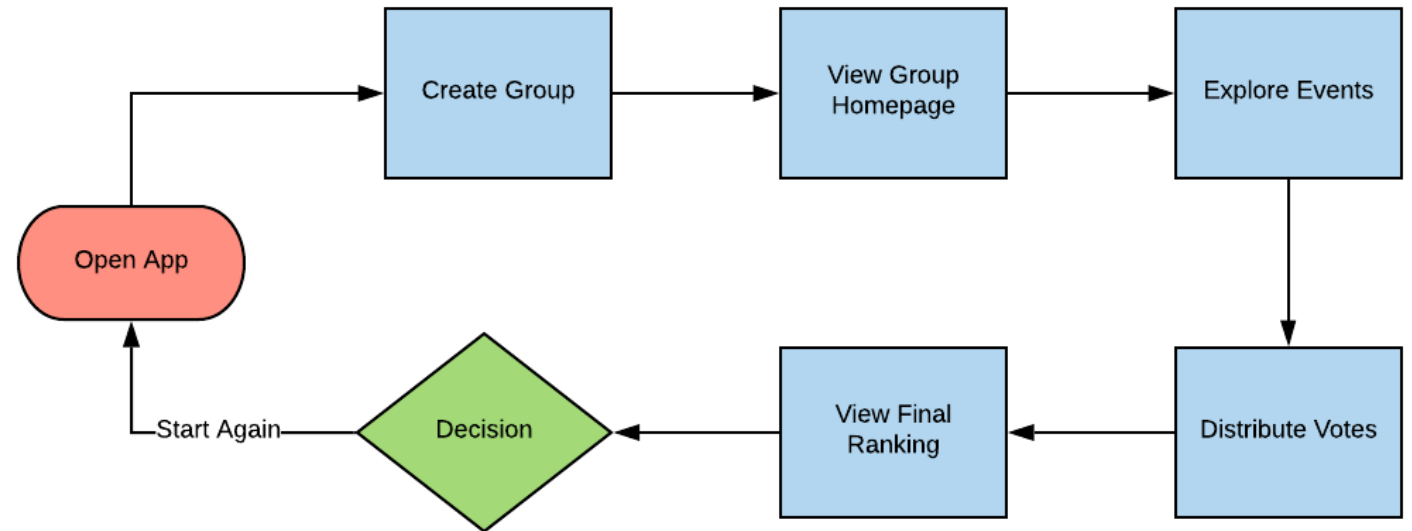 Open App
Create Group
View Group
Homepage
Explore Events
Distribute Votes
View Final
Ranking
Decision
Start Again